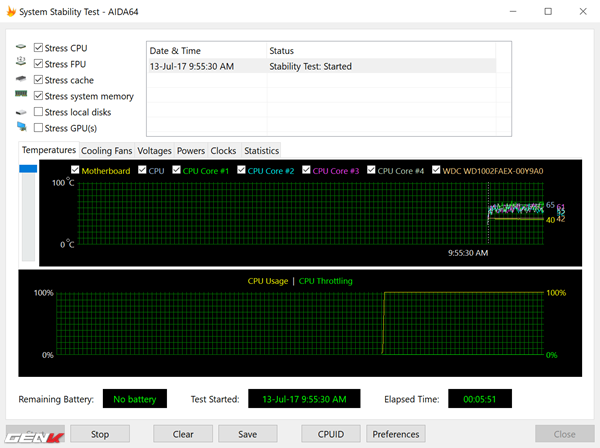 System Stability Test - AIDA64
Stress CPU
Stress FPU
Stress cache
Stress system memory
Stress local disks
Stress GPU(s)
Date & Time Status
13-Jul-17 9:55:30 AM Stability Test: Started
Temperatures Cooling Fans Voltages Powers Clocks Statistics
Motherboard CPU CPU Core #1 CPU Core #2 CPU Core #3 CPU Core #4 WDC WD1002FAEX-00Y9A0
100°C
65
40 42
0°C
9:55:30 AM
CPU Usage | CPU Throttling
100% 100%
0% 0%
Remaining Battery: No battery Test Started: 13-Jul-17 9:55:30 AM Elapsed Time: 00:05:51
Stop Clear Save CPUID Preferences Close
GENK